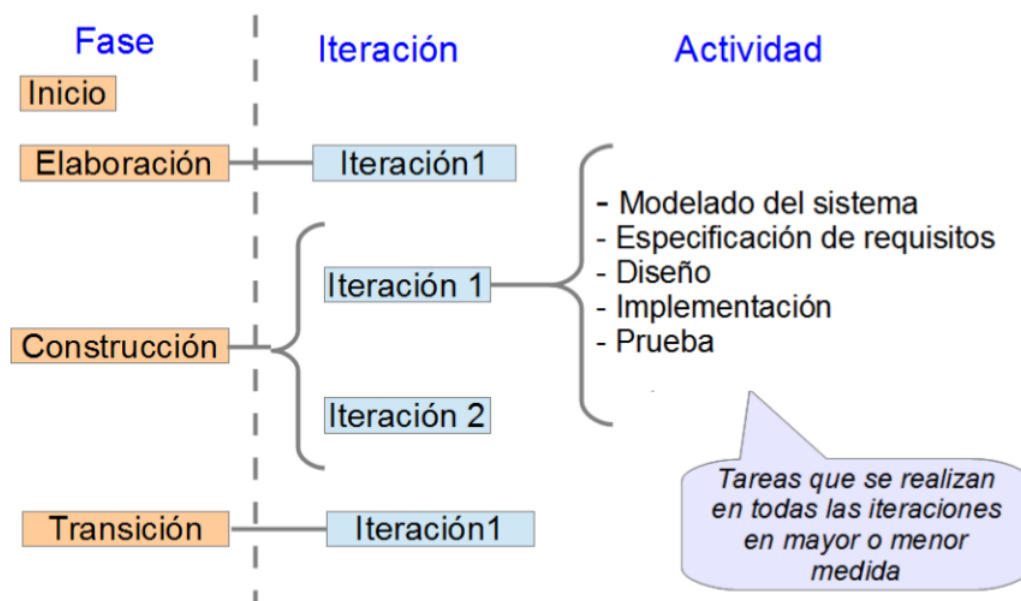 Fase
Iteración
Actividad
Inicio
Elaboración
Iteración1
Construcción
Iteración 1
Iteración 2
- Modelado del sistema
- Especificación de requisitos
- Diseño
- Implementación
- Prueba
Tareas que se realizan
en todas las iteraciones
en mayor o menor
medida
Transición
Iteración1